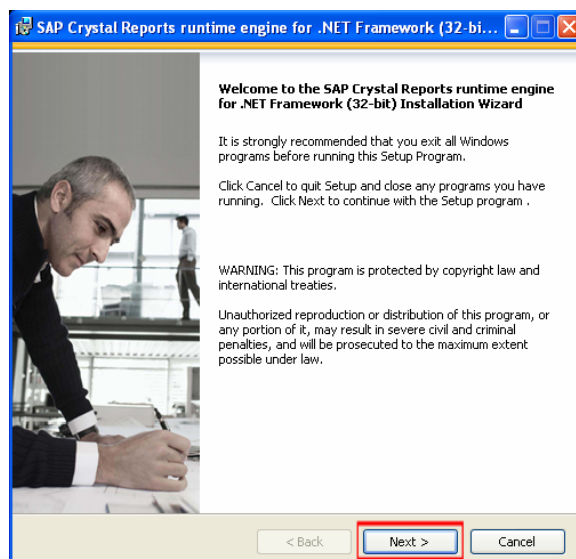 SAP Crystal Reports runtime engine for .NET Framework (32-bi...
Welcome to the SAP Crystal Reports runtime engine
for .NET Framework (32-bit) Installation Wizard
It is strongly recommended that you exit all Windows
programs before running this Setup Program.
Click Cancel to quit Setup and close any programs you have
running.  Click Next to continue with the Setup program .
WARNING: This program is protected by copyright law and
international treaties.
Unauthorized reproduction or distribution of this program, or
any portion of it, may result in severe civil and criminal
penalties, and will be prosecuted to the maximum extent
possible under law.
< Back
Next >
Cancel